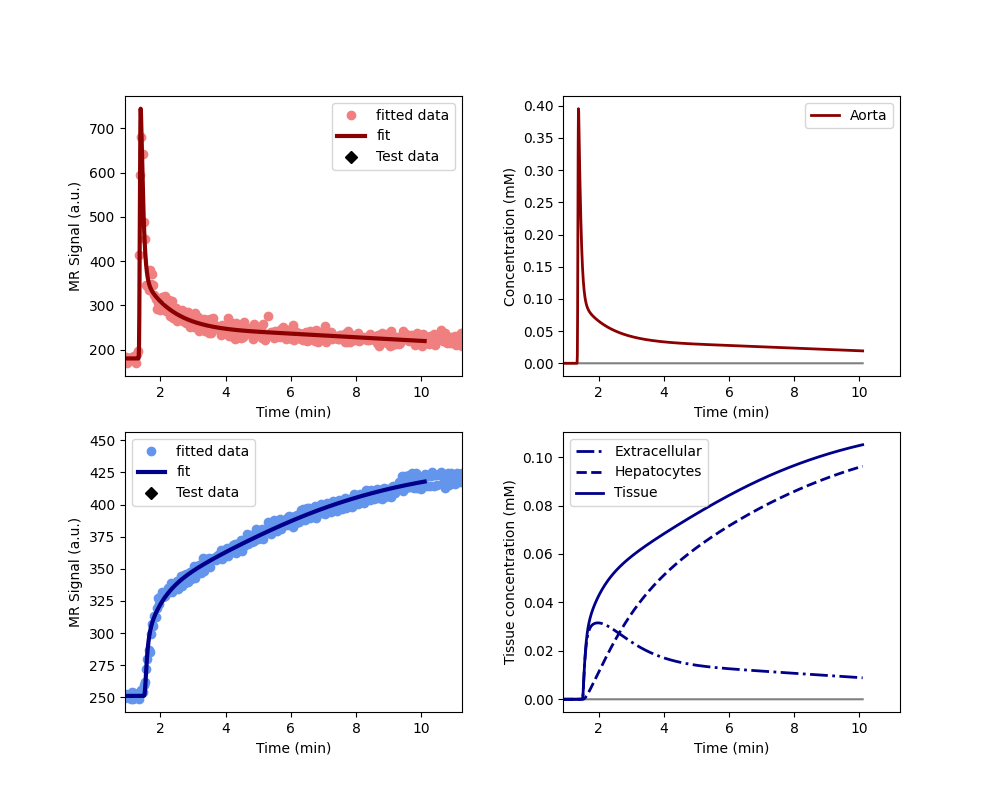 700
600
500
400
300
200
MR Signal (a.u.)
fitted data
fit
Test data
2 4 6 8 10
Time (min)
0.40
0.35
0.30
0.25
0.20
0.15
0.10
0.05
0.00
Concentration (mM)
Aorta
2 4 6 8 10
Time (min)
450
425
400
375
350
325
300
275
250
MR Signal (a.u.)
fitted data
fit
Test data
2 4 6 8 10
Time (min)
0.10
0.08
0.06
0.04
0.02
0.00
Tissue concentration (mM)
Extracellular
Hepatocytes
Tissue
2 4 6 8 10
Time (min)